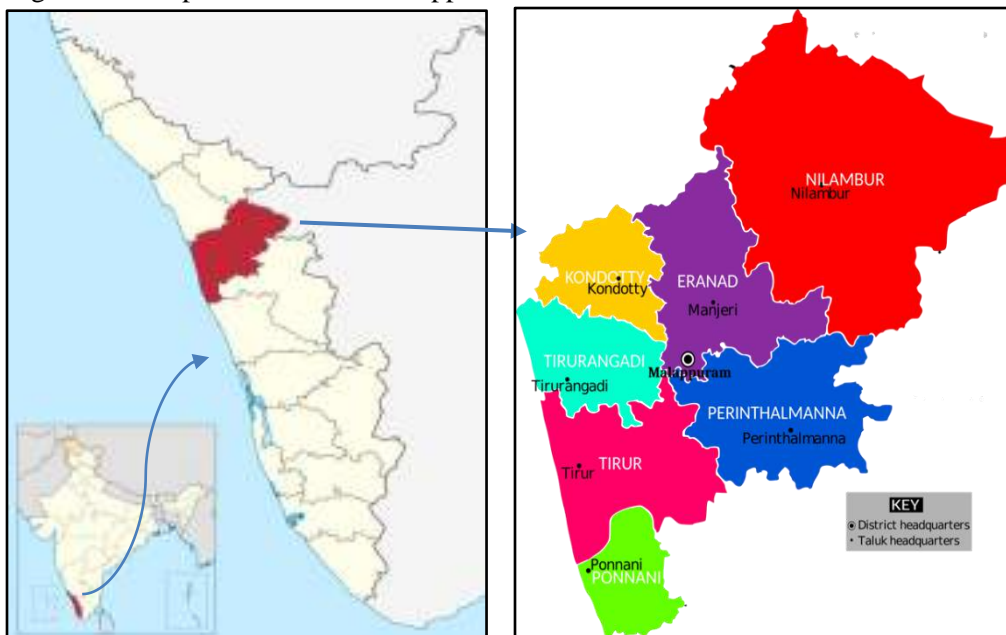 NILAMBUR
Nilambur
KONDOTTY
Kondotty
ERANAD
Manjeri
TIRURANGADI
Malappuram
Tirurangadi
PERINTHALMANNA
Perinthalmanna
TIRUR
Tirur
KEY
District headquarters
Taluk headquarters
Ponnani
PONNANI